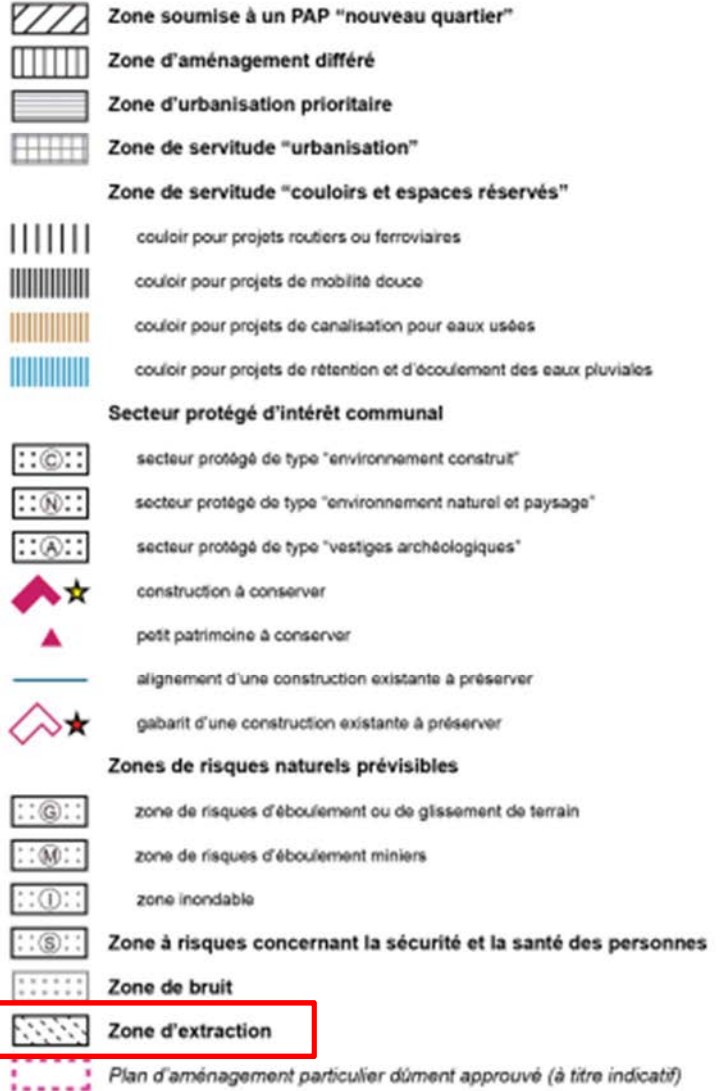 Zone soumise à un PAP "nouveau quartier"
Zone d'aménagement différé
Zone d'urbanisation prioritaire
Zone de servitude "urbanisation"
Zone de servitude "couloirs et espaces réservés"
couloir pour projets routiers ou ferroviaires
couloir pour projets de mobilité douce
couloir pour projets de canalisation pour eaux usées
couloir pour projets de rétention et d'écoulement des eaux pluviales
Secteur protégé d'intérêt communal
C secteur protégé de type "environnement construit"
N secteur protégé de type "environnement naturel et paysage"
A secteur protégé de type "vestiges archéologiques"
construction à conserver
petit patrimoine à conserver
alignement d'une construction existante à préserver
gabarit d'une construction existante à préserver
Zones de risques naturels prévisibles
G zone de risques d'éboulement ou de glissement de terrain
M zone de risques d'éboulement miniers
I zone inondable
S Zone à risques concernant la sécurité et la santé des personnes
Zone de bruit
Zone d'extraction
Plan d'aménagement particulier dûment approuvé (à titre indicatif)